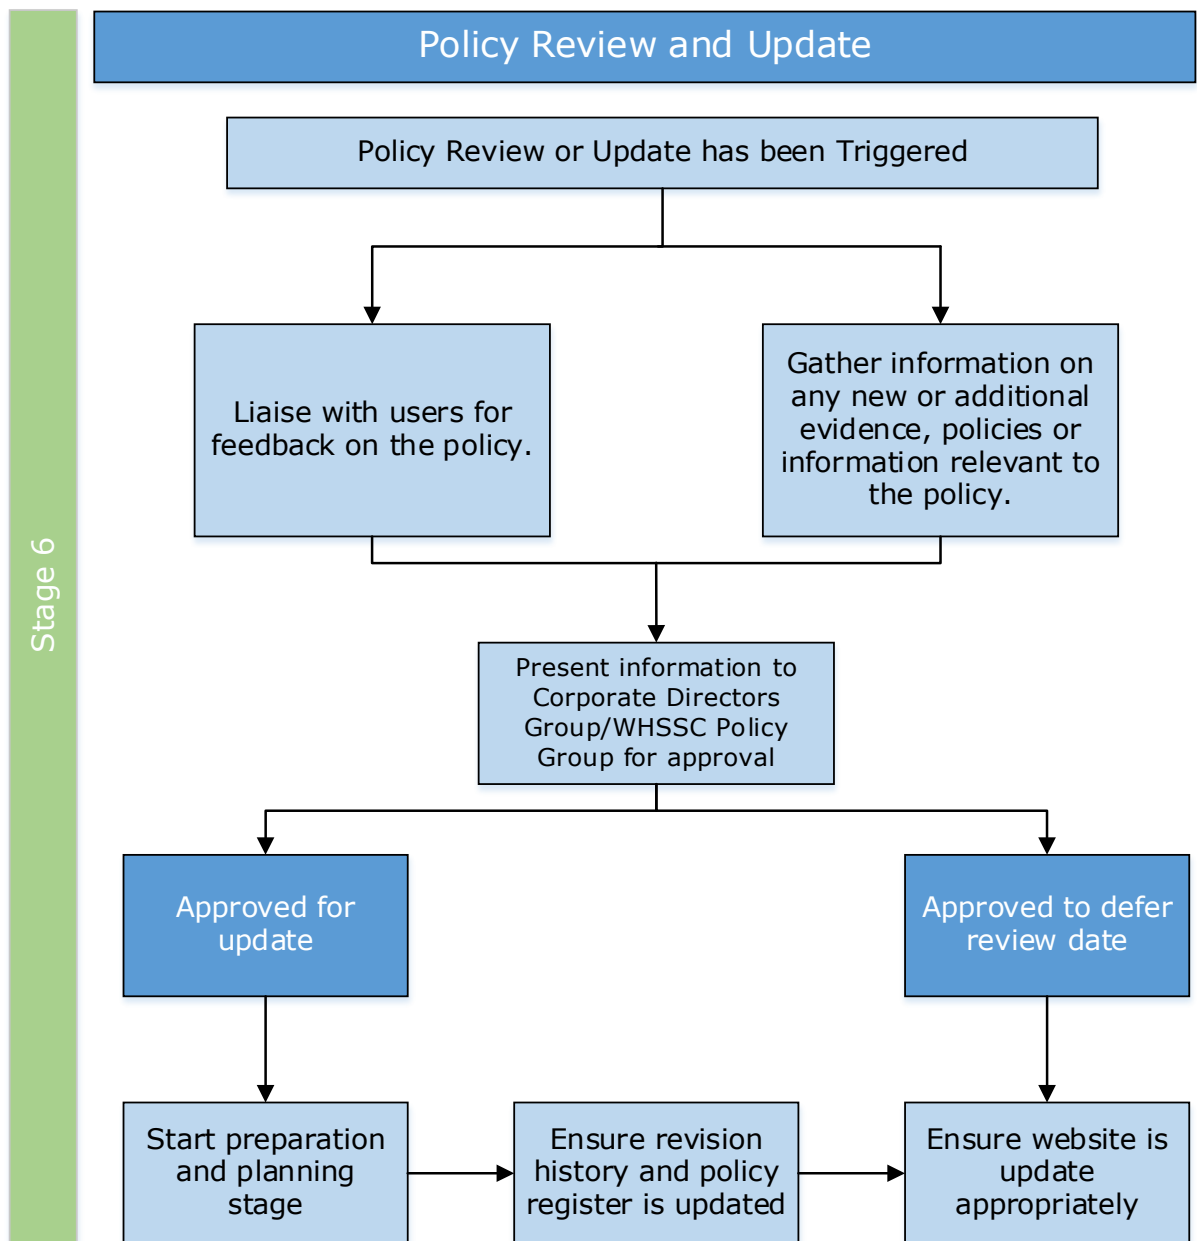 Policy Review and Update
Stage 6
Policy Review or Update has been Triggered
Liaise with users for
feedback on the policy.
Gather information on
any new or additional
evidence, policies or
information relevant to
the policy.
Present information to
Corporate Directors
Group/WHSSC Policy
Group for approval
Approved for
update
Approved to defer
review date
Start preparation
and planning
stage
Ensure revision
history and policy
register is updated
Ensure website is
update
appropriately